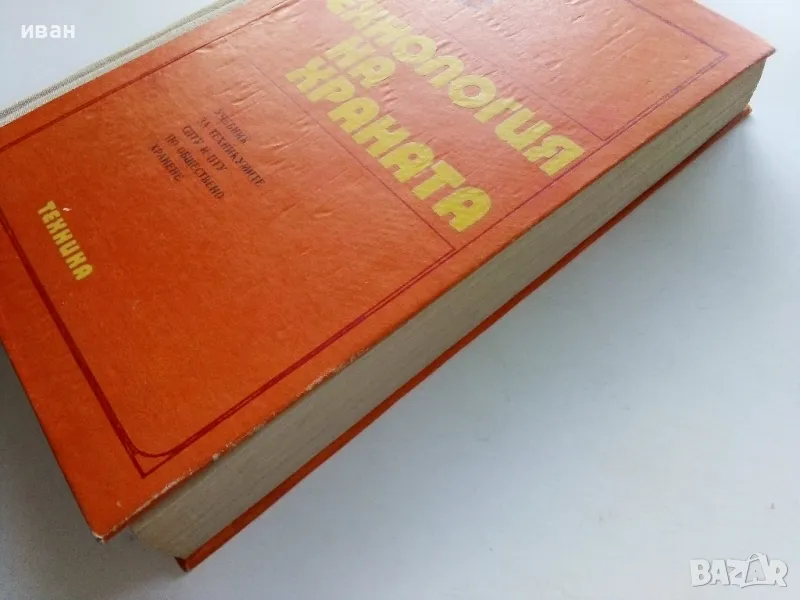 иван
ЕХНОЛОГИЯ
НА
ХРАНАТА
УЧЕБНИК
ЗА ТЕХНИКУМИТЕ
СПТУ И ПТУ
ПО ОБЩЕСТВЕНО
ХРАНЕНЕ
ТЕХНИКА
BAZAR